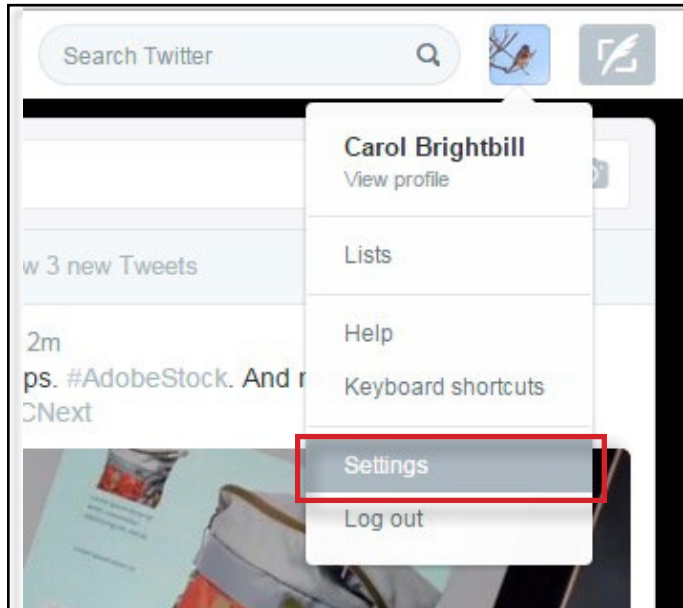 Search Twitter
Carol Brightbill
View profile
w 3 new Tweets
Lists
2m
Help
ps. #AdobeStock. And
Keyboard shortcuts
CNext
Settings
Log out